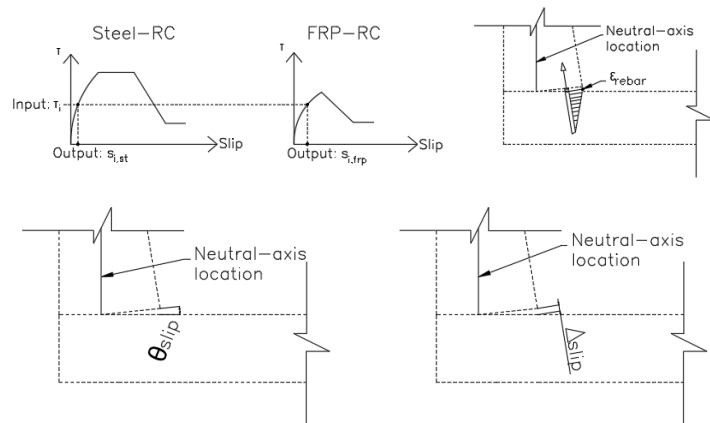 Steel-RC
FRP-RC
τ
τ
Input: τi
Slip
Slip
Output: si,st
Output: si,frp
Neutral-axis
location
εrebar
Neutral-axis
location
θslip
Neutral-axis
location
Δslip